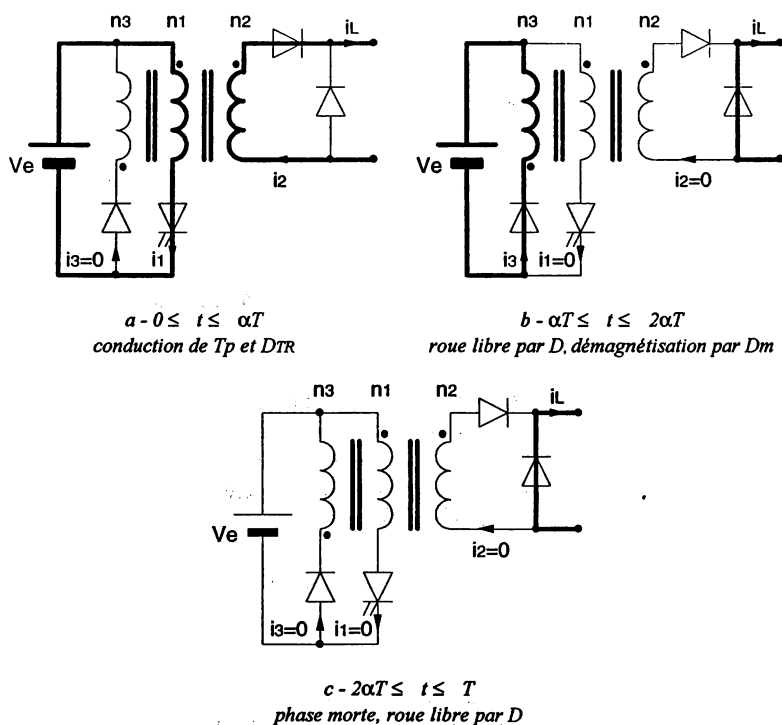 n3 n1 n2 iL
Ve
i3=0 i1 i2
a - 0 ≤ t ≤ αT
conduction de Tp et DTR
n3 n1 n2 iL
Ve
i3 i1=0 i2=0
b - αT ≤ t ≤ 2αT
roue libre par D, démagnétisation par Dm
n3 n1 n2 iL
Ve
i3=0 i1=0 i2=0
c - 2αT ≤ t ≤ T
phase morte, roue libre par D